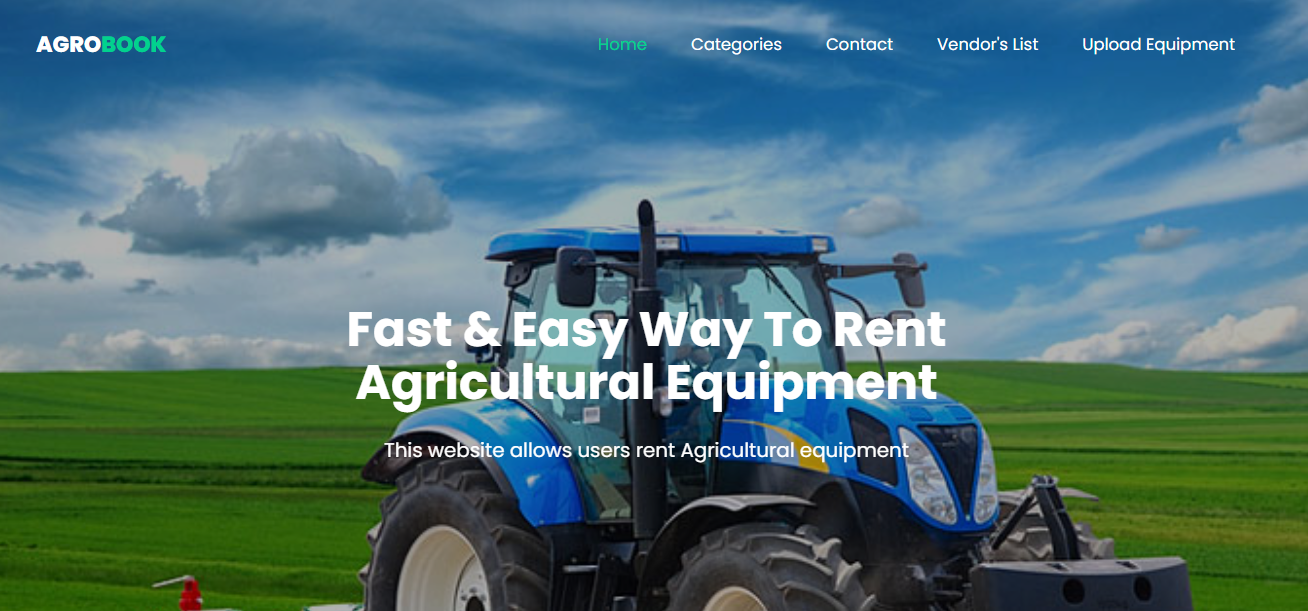 AGROBOOK
Home Categories Contact Vendor's List Upload Equipment
Fast & Easy Way To Rent
Agricultural Equipment
This website allows users rent Agricultural equipment